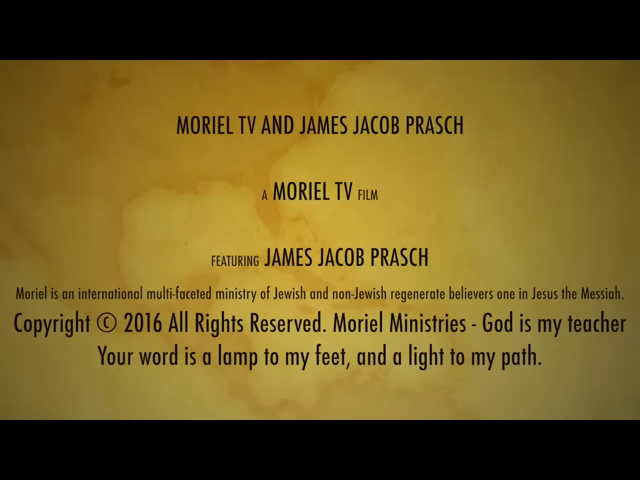 MORIEL TV AND JAMES JACOB PRASCH
A MORIEL TV FILM
FEATURING JAMES JACOB PRASCH
Moriel is an international multi-faceted ministry of Jewish and non-Jewish regenerate believers one in Jesus the Messiah.
Copyright © 2016 All Rights Reserved. Moriel Ministries - God is my teacher
Your word is a lamp to my feet, and a light to my path.